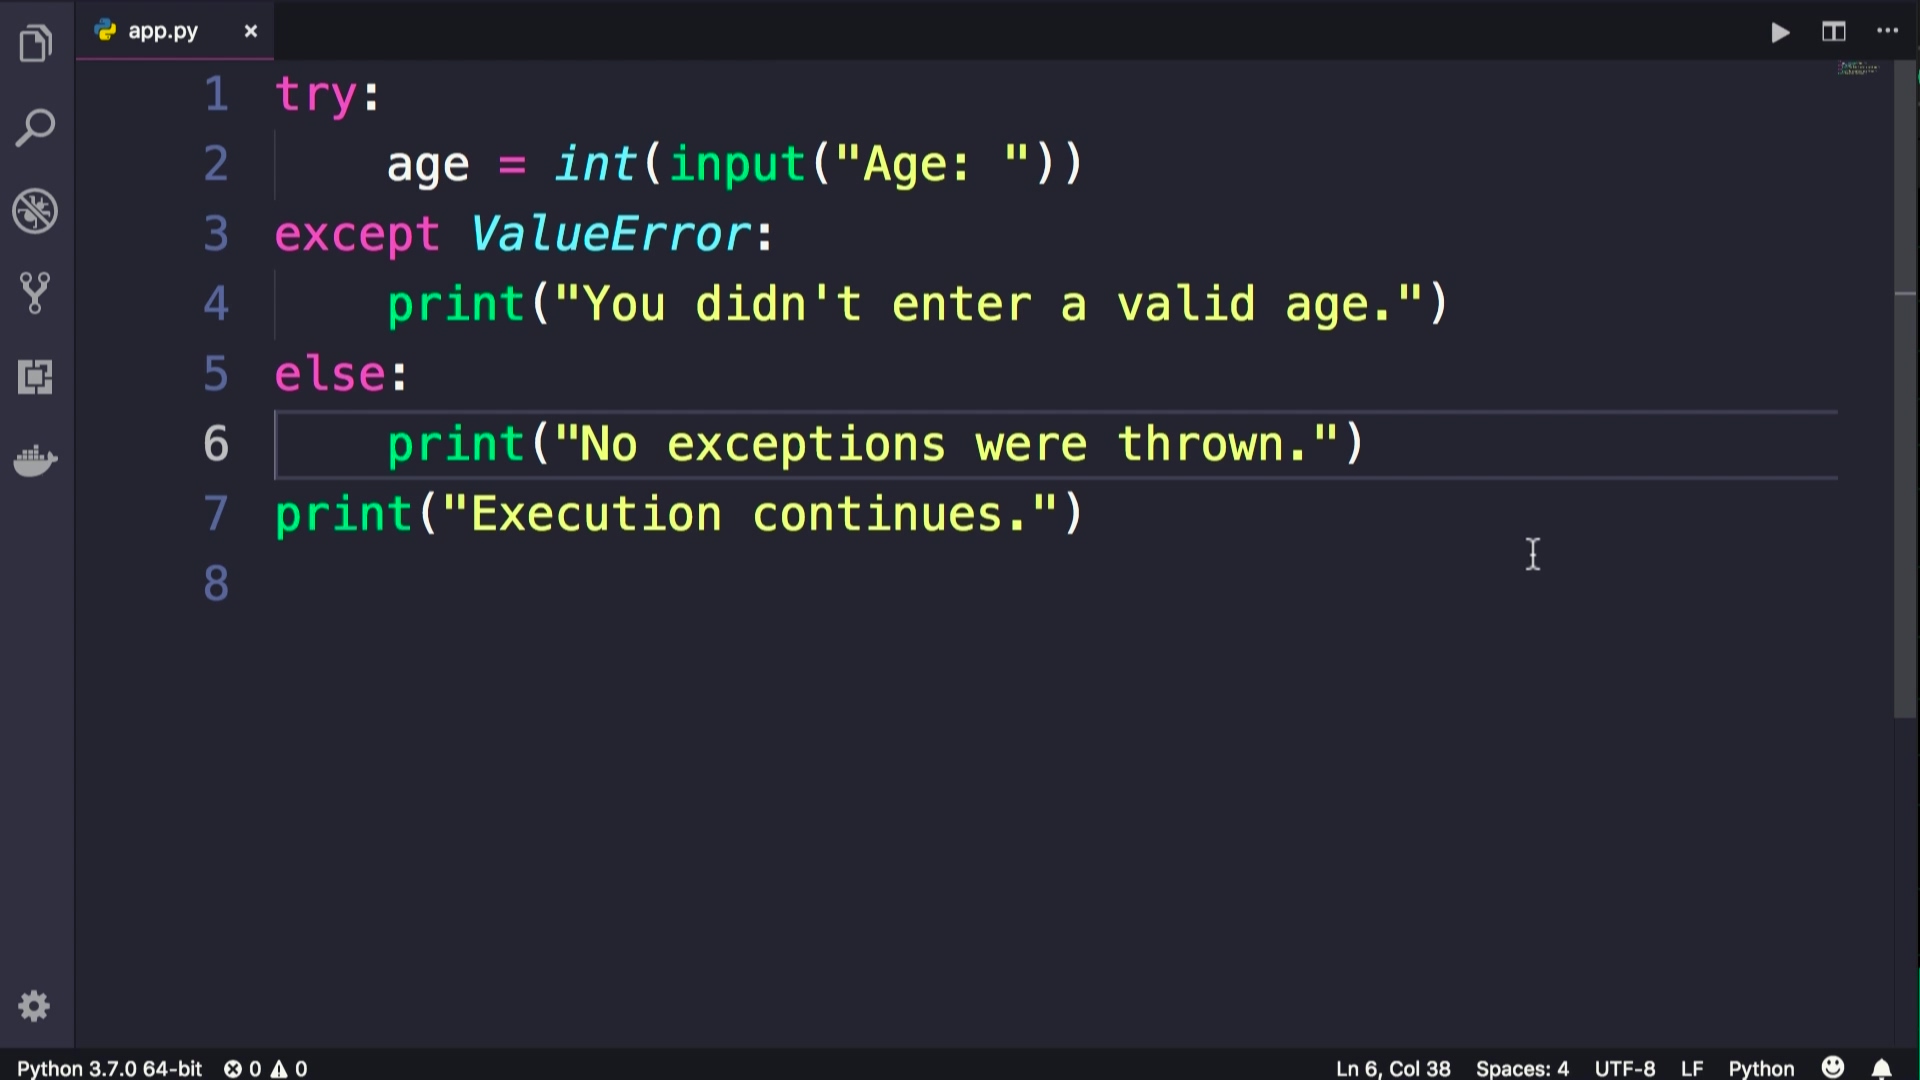 app.py
1 try:
2     age = int(input("Age: "))
3 except ValueError:
4     print("You didn't enter a valid age.")
5 else:
6     print("No exceptions were thrown.")
7 print("Execution continues.")
8
Python 3.7.0 64-bit 0 0 Ln 6, Col 38 Spaces: 4 UTF-8 LF Python